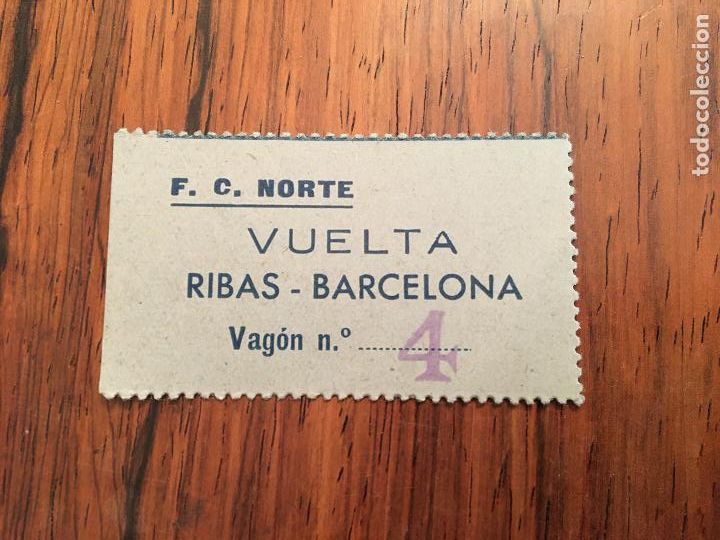 F. C. NORTE
VUELTA
RIBAS - BARCELONA
Vagón n.º ........ 4
todocoleccion